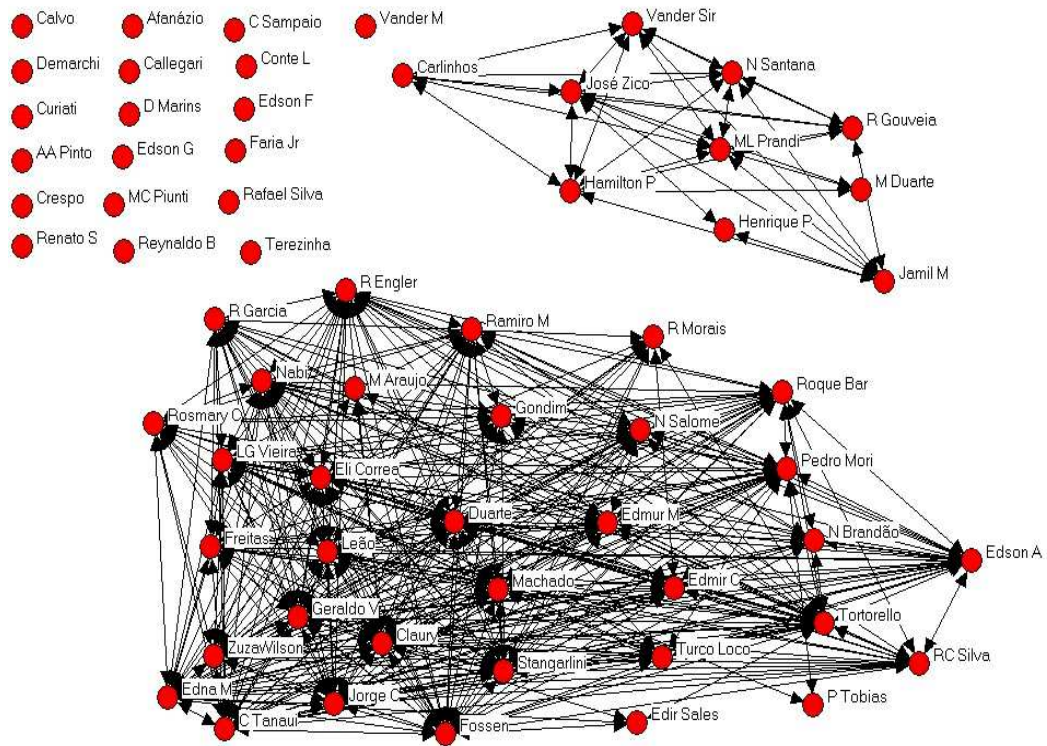 Calvo
Afanázio
C Sampaio
Vander M
Vander Sir
Demarchi
Callegari
Conte L
Carlinhos
N Santana
José Zico
Curiati
D Marins
Edson F
R Gouveia
AA Pinto
Edson G
Faria Jr
ML Prandi
Crespo
MC Piunti
Rafael Silva
Hamilton P
M Duarte
Henrique P
Renato S
Reynaldo B
Terezinha
Jamil M
R Engler
R Garcia
Ramiro M
R Morais
Nabi
M Araujo
Roque Bar
Rosmary C
Gondim
N Salome
LG Vieira
Eli Correa
Pedro Mori
Duarte
Edmur M
Freitas
Leão
N Brandão
Edson A
Machado
Edmir C
Geraldo V
Claury
Tortorello
ZuzaWilson
Stangarlini
Turco Loco
RC Silva
Edna M
Jorge C
P Tobias
C Tanaui
Fossen
Edir Sales